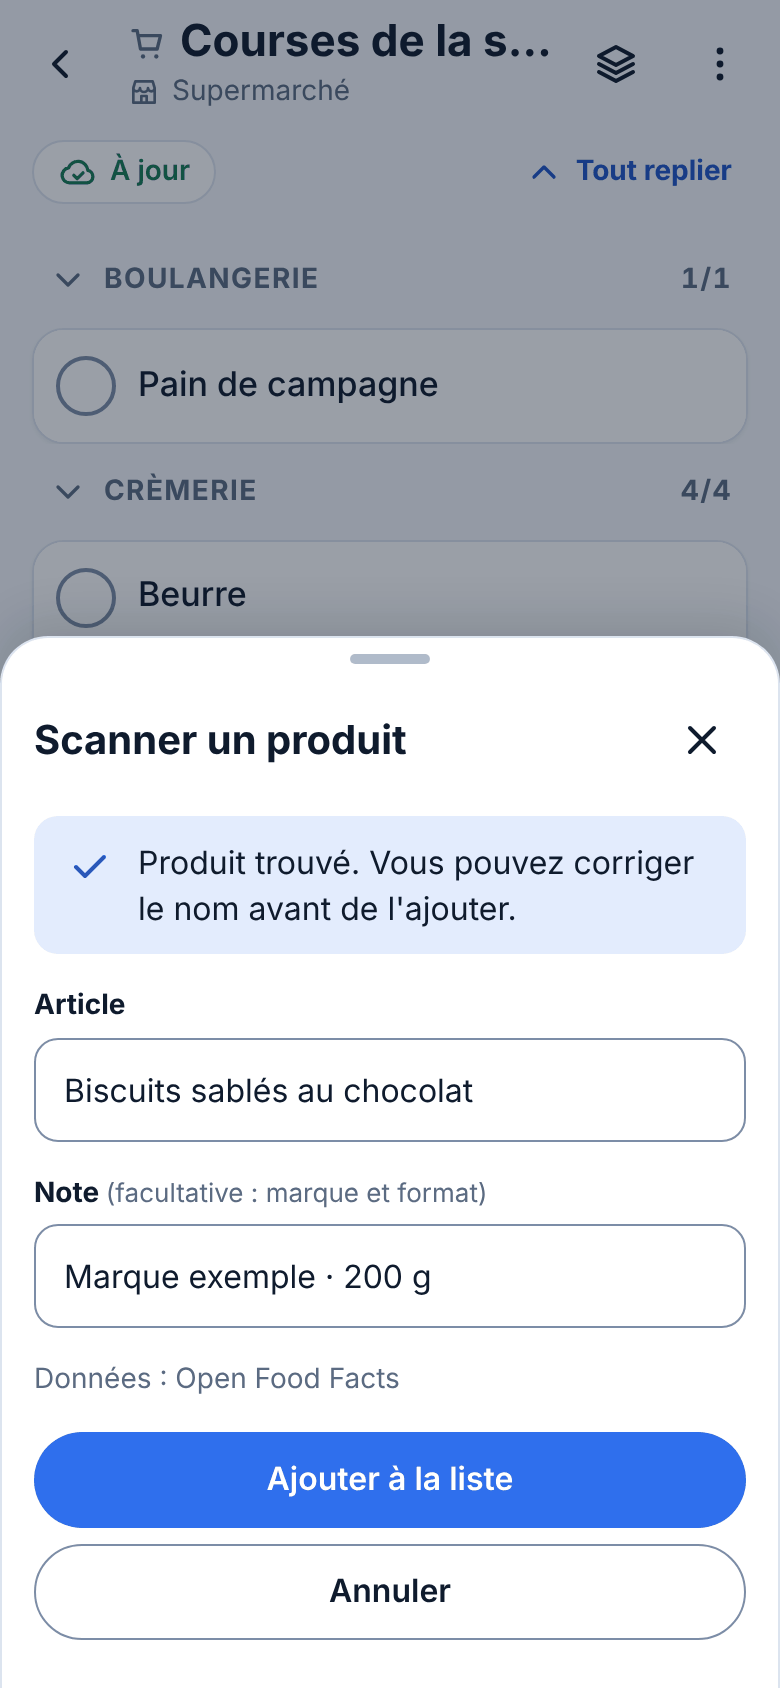 Courses de la s...
Supermarché
À jour
Tout replier
BOULANGERIE 1/1
Pain de campagne
CRÈMERIE 4/4
Beurre
Scanner un produit
Produit trouvé. Vous pouvez corriger
le nom avant de l'ajouter.
Article
Biscuits sablés au chocolat
Note (facultative : marque et format)
Marque exemple · 200 g
Données : Open Food Facts
Ajouter à la liste
Annuler